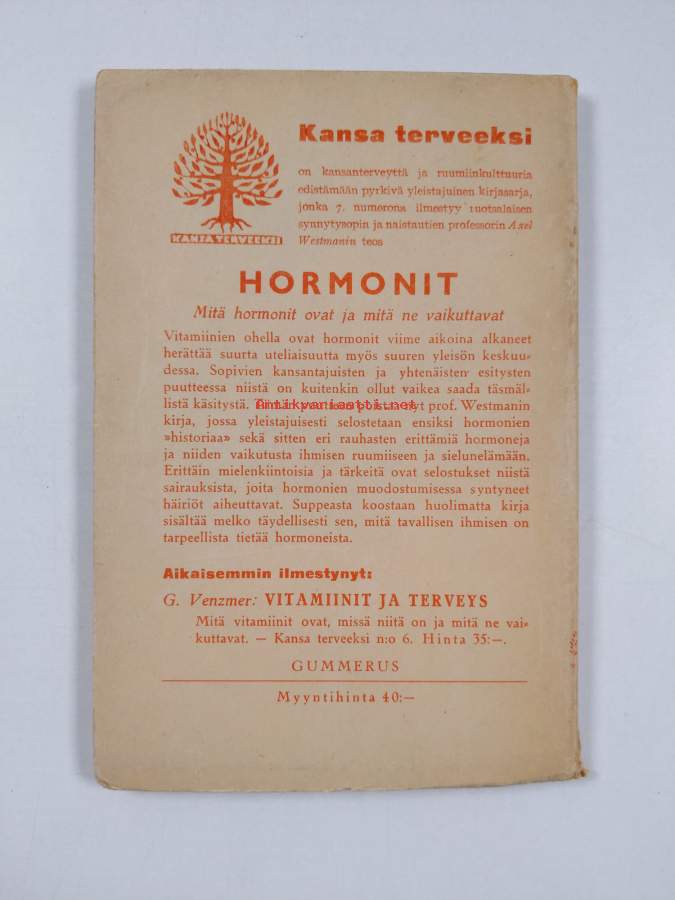 Kansa terveeksi
on kansanterveyttä ja ruumiinkulttuuria
edistämään pyrkivä yleistajuinen kirjasarja,
jonka 7. numerona ilmestyy ruotsalaisen
synnytysopin ja naistautien professorin Axel
Westmanin teos
KANSA TERVEEKSI
HORMONIT
Mitä hormonit ovat ja mitä ne vaikuttavat
Vitamiinien ohella ovat hormonit viime aikoina alkaneet
herättää suurta uteliaisuutta myös suuren yleisön keskuu-
dessa. Sopivien kansantajuisten ja yhtenäisten esitysten
puutteessa niistä on kuitenkin ollut vaikea saada täsmäl-
listä käsitystä. nyt prof. Westmanin
Antikvariaatti.net
kirja, jossa yleistajuisesti selostetaan ensiksi hormonien
»historiaa» sekä sitten eri rauhasten erittämiä hormoneja
ja niiden vaikutusta ihmisen ruumiiseen ja sielunelämään.
Erittäin mielenkiintoisia ja tärkeitä ovat selostukset niistä
sairauksista, joita hormonien muodostumisessa syntyneet
häiriöt aiheuttavat. Suppeasta koostaan huolimatta kirja
sisältää melko täydellisesti sen, mitä tavallisen ihmisen on
tarpeellista tietää hormoneista.
Aikaisemmin ilmestynyt:
G. Venzmer: VITAMIINIT JA TERVEYS
Mitä vitamiinit ovat, missä niitä on ja mitä ne vai-
kuttavat. — Kansa terveeksi n:o 6. Hinta 35:—.
GUMMERUS
Myyntihinta 40:—